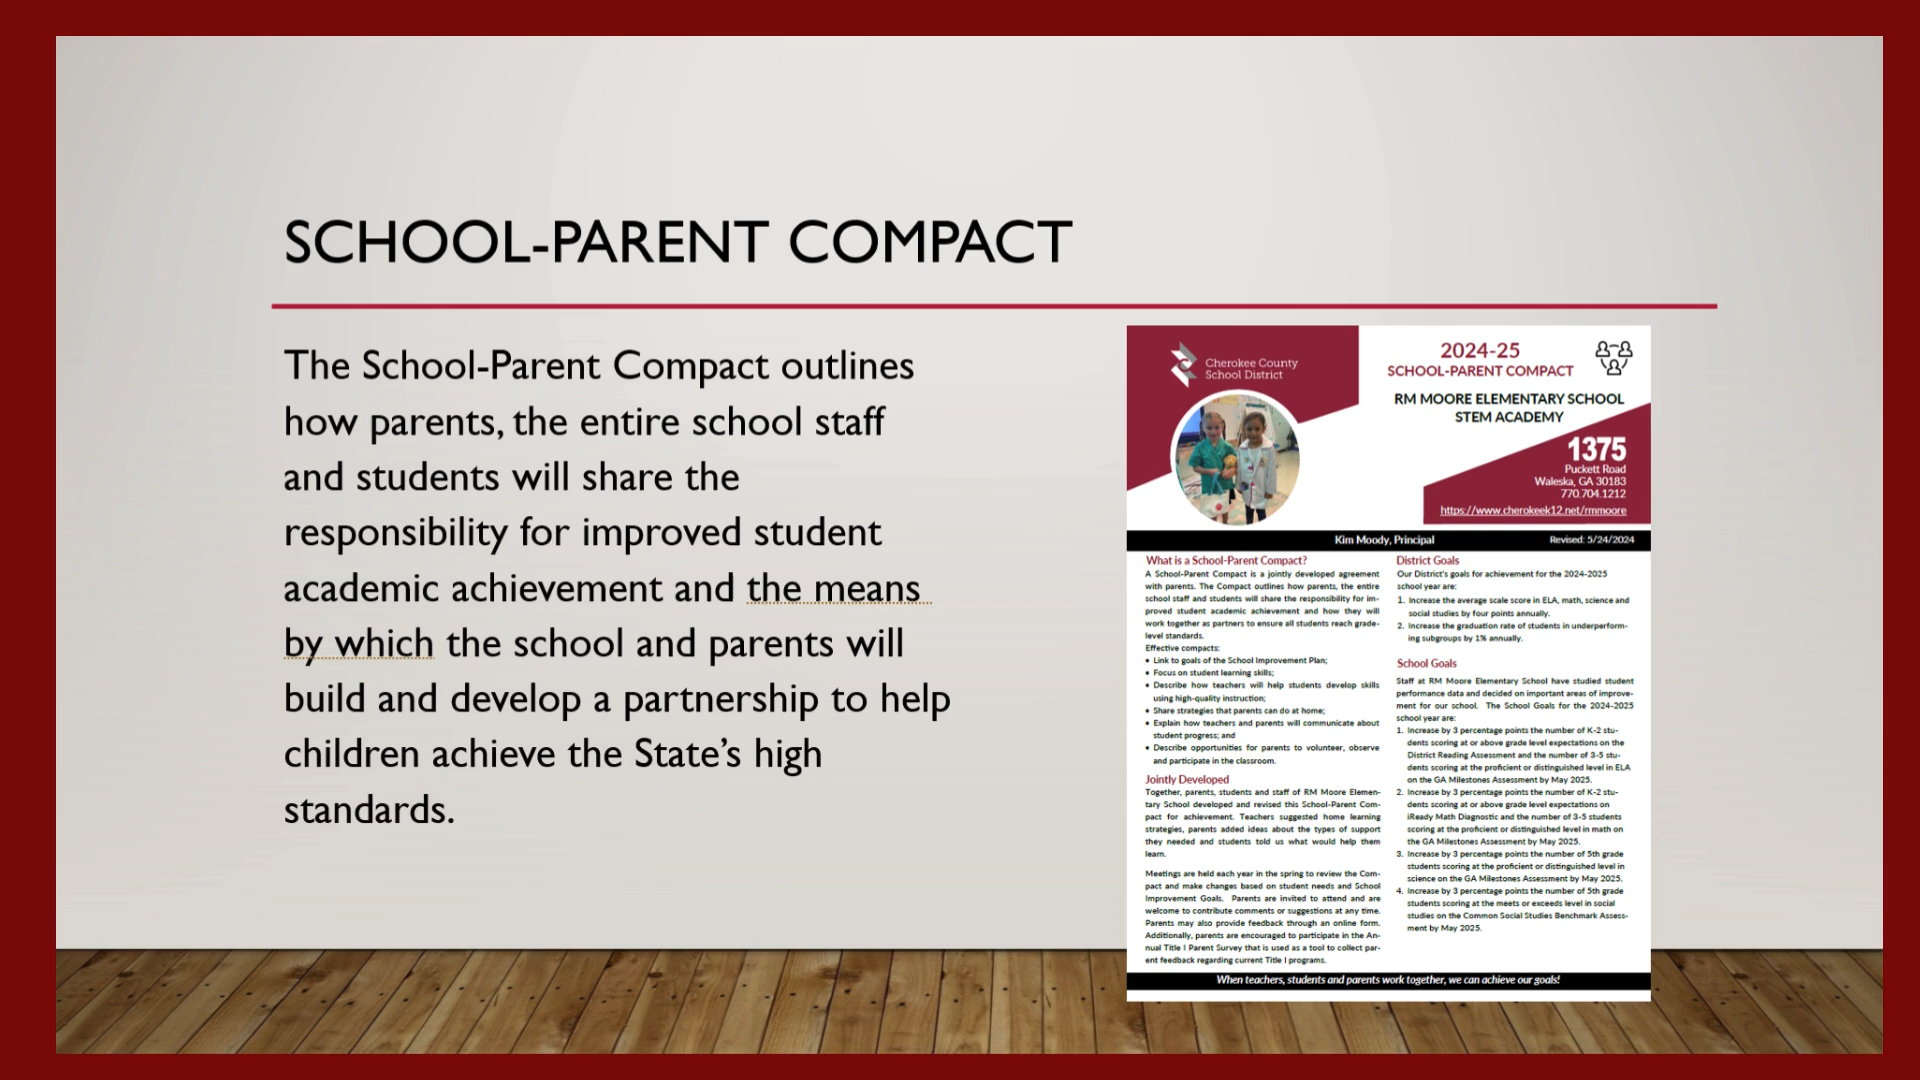 SCHOOL-PARENT COMPACT
The School-Parent Compact outlines
how parents, the entire school staff
and students will share the
responsibility for improved student
academic achievement and the means
by which the school and parents will
build and develop a partnership to help
children achieve the State's high
standards.
Cherokee County
School District
2024-25
SCHOOL-PARENT COMPACT
RM MOORE ELEMENTARY SCHOOL
STEM ACADEMY
1375
Puckett Road
Waleska, GA 30183
770.704.1212
https://www.cherokeek12.net/rmmoore
Kim Moody, Principal
Revised: 5/24/2024
What is a School-Parent Compact?
A School-Parent Compact is a jointly developed agreement
with parents. The Compact outlines how parents, the entire
school staff and students will share the responsibility for im-
proved student academic achievement and how they will
work together as partners to ensure all students reach grade-
level standards.
Effective compacts:
• Link to goals of the School Improvement Plan;
• Focus on student learning skills;
• Describe how teachers will help students develop skills
using high-quality instruction;
• Share strategies that parents can do at home;
• Explain how teachers and parents will communicate about
student progress; and
• Describe opportunities for parents to volunteer, observe
and participate in the classroom.
Jointly Developed
Together, parents, students and staff of RM Moore Elemen-
tary School developed and revised this School-Parent Com-
pact for achievement. Teachers suggested home learning
strategies, parents added ideas about the types of support
they needed and students told us what would help them
learn.
Meetings are held each year in the spring to review the Com-
pact and make changes based on student needs and School
Improvement Goals. Parents are invited to attend and are
welcome to contribute comments or suggestions at any time.
Parents may also provide feedback through an online form.
Additionally, parents are encouraged to participate in the An-
nual Title I Parent Survey that is used as a tool to collect par-
ent feedback regarding current Title I programs.
District Goals
Our District's goals for achievement for the 2024-2025
school year are:
1. Increase the average scale score in ELA, math, science and
social studies by four points annually.
2. Increase the graduation rate of students in underperform-
ing subgroups by 1% annually.
School Goals
Staff at RM Moore Elementary School have studied student
performance data and decided on important areas of improve-
ment for our school. The School Goals for the 2024-2025
school year are:
1. Increase by 3 percentage points the number of K-2 stu-
dents scoring at or above grade level expectations on the
District Reading Assessment and the number of 3-5 stu-
dents scoring at the proficient or distinguished level in ELA
on the GA Milestones Assessment by May 2025.
2. Increase by 3 percentage points the number of K-2 stu-
dents scoring at or above grade level expectations on
iReady Math Diagnostic and the number of 3-5 students
scoring at the proficient or distinguished level in math on
the GA Milestones Assessment by May 2025.
3. Increase by 3 percentage points the number of 5th grade
students scoring at the proficient or distinguished level in
science on the GA Milestones Assessment by May 2025.
4. Increase by 3 percentage points the number of 5th grade
students scoring at the meets or exceeds level in social
studies on the Common Social Studies Benchmark Assess-
ment by May 2025.
When teachers, students and parents work together, we can achieve our goals!